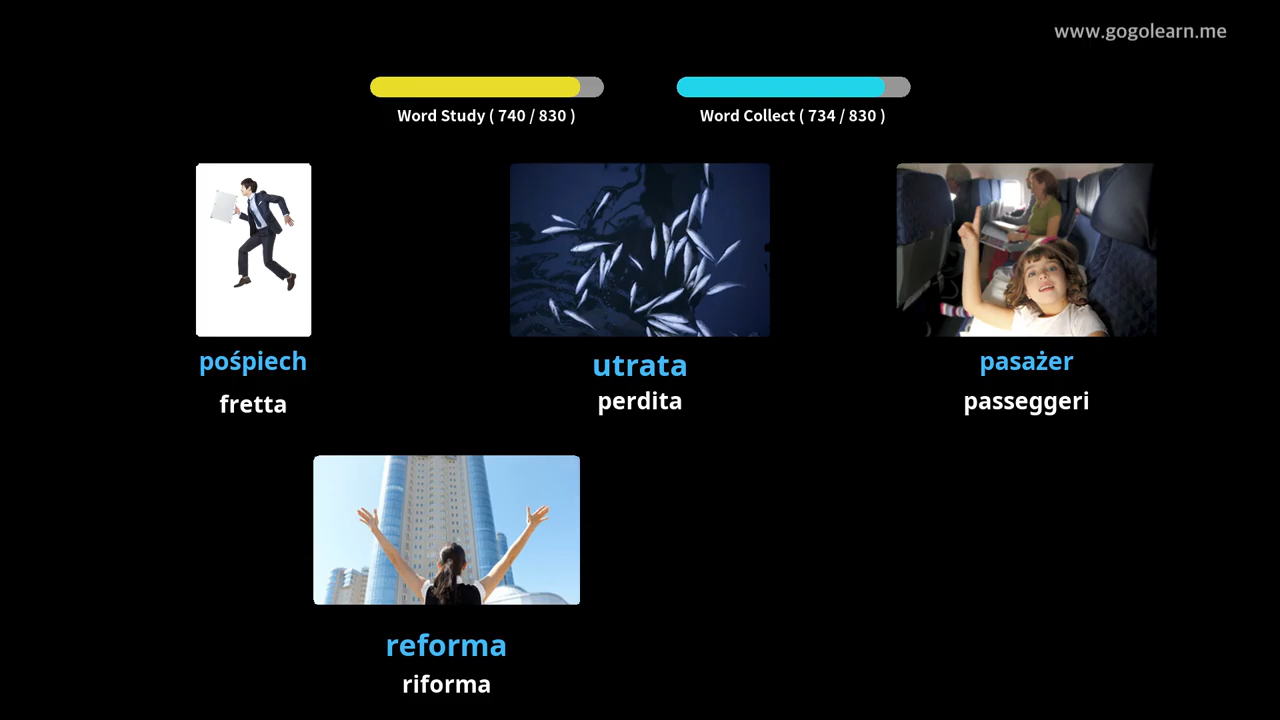 www.gogolearn.me
Word Study ( 740 / 830 )
Word Collect ( 734 / 830 )
pośpiech
fretta
utrata
perdita
pasażer
passeggeri
reforma
riforma